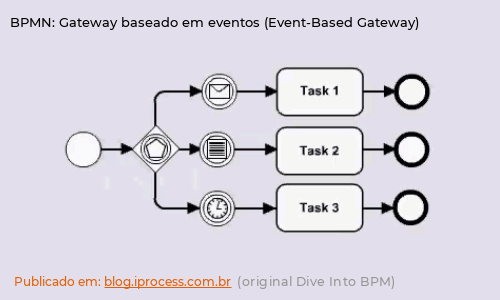 BPMN: Gateway baseado em eventos (Event-Based Gateway)
Task 1
Task 2
Task 3
Publicado em: blog.iprocess.com.br (original Dive Into BPM)